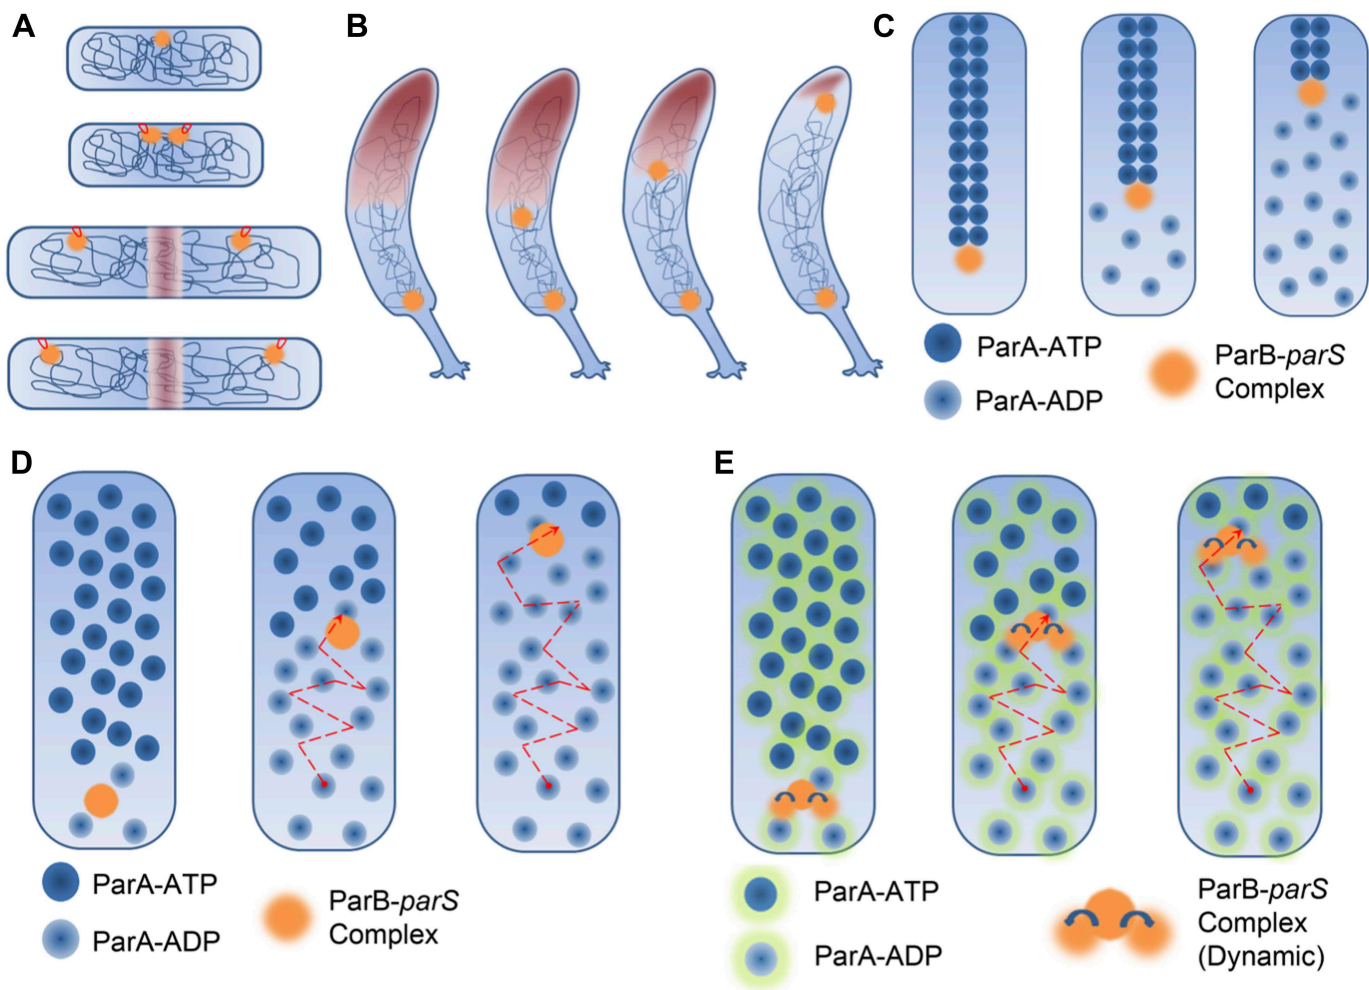 A
B
C
ParA-ATP
ParA-ADP
ParB-parS
Complex
D
E
ParA-ATP
ParA-ADP
ParB-parS
Complex
ParA-ATP
ParA-ADP
ParB-parS
Complex
(Dynamic)